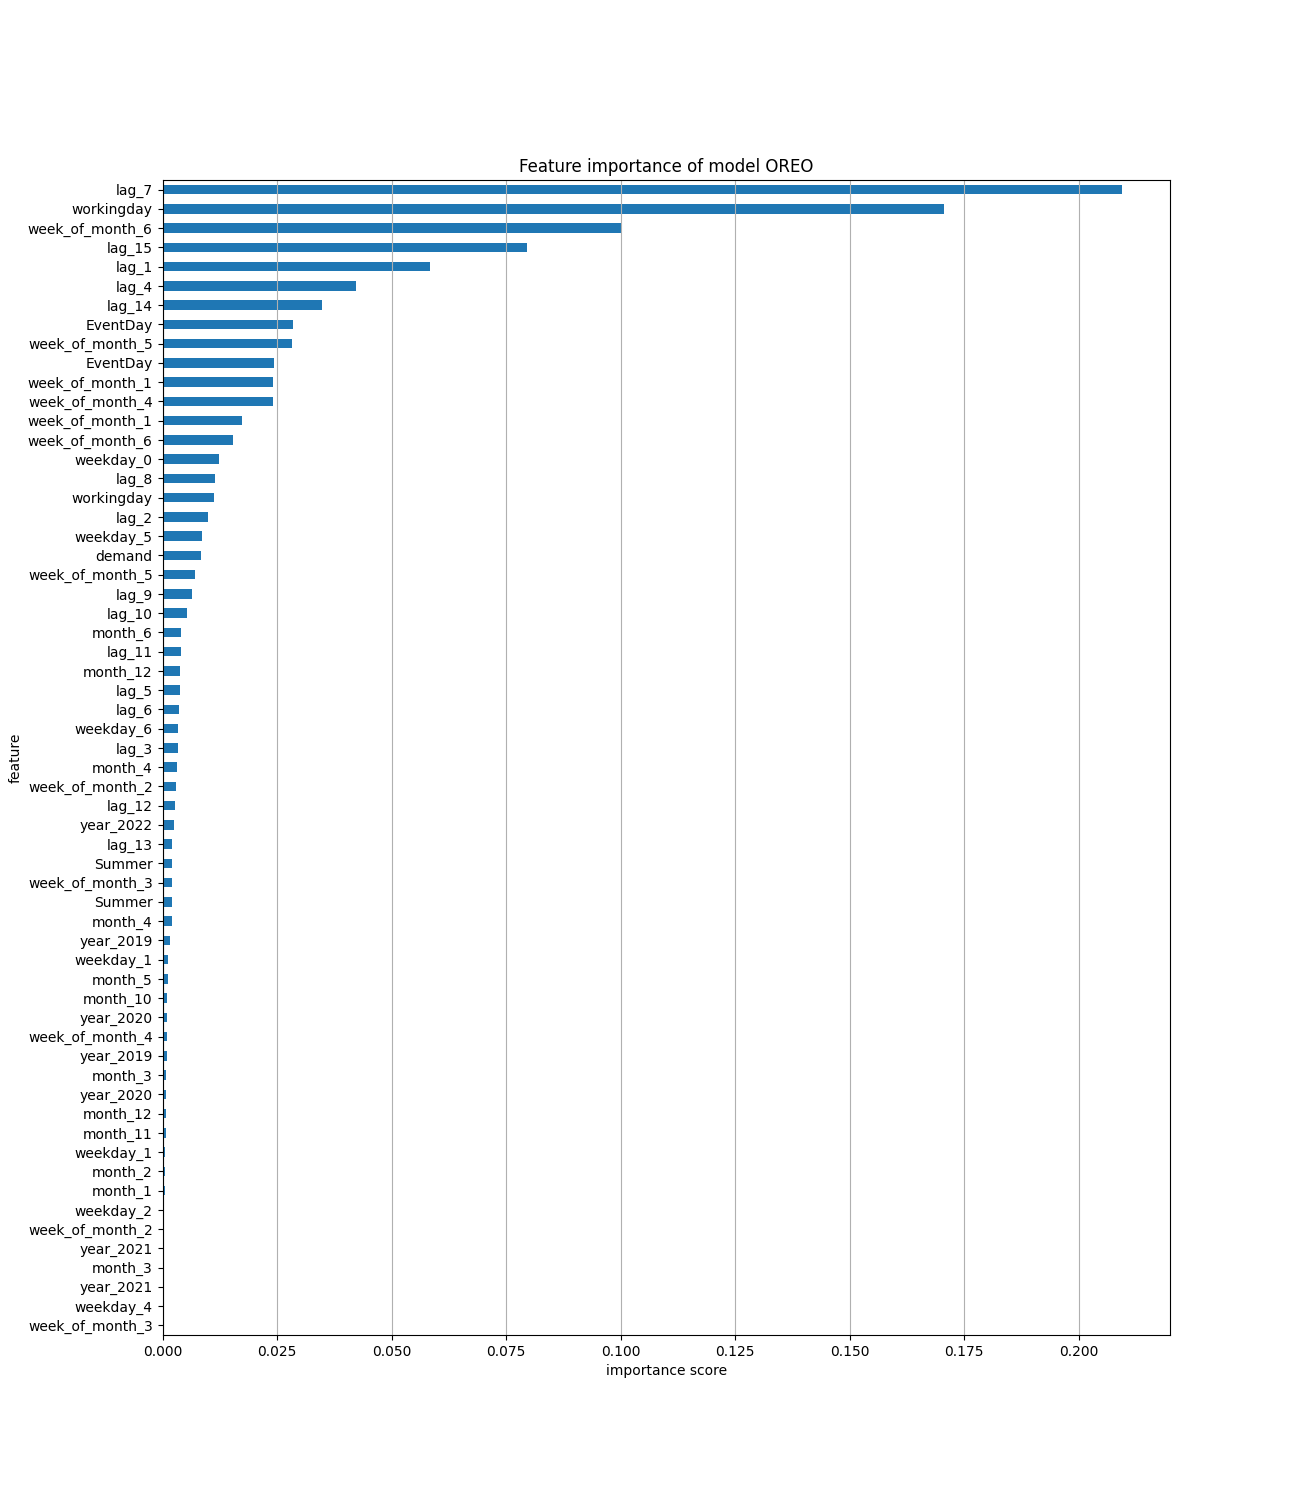 Feature importance of model OREO
lag_7
workingday
week_of_month_6
lag_15
lag_1
lag_4
lag_14
EventDay
week_of_month_5
EventDay
week_of_month_1
week_of_month_4
week_of_month_1
week_of_month_6
weekday_0
lag_8
workingday
lag_2
weekday_5
demand
week_of_month_5
lag_9
lag_10
month_6
lag_11
month_12
lag_5
lag_6
weekday_6
lag_3
month_4
week_of_month_2
lag_12
year_2022
lag_13
Summer
week_of_month_3
Summer
month_4
year_2019
weekday_1
month_5
month_10
year_2020
week_of_month_4
year_2019
month_3
year_2020
month_12
month_11
weekday_1
month_2
month_1
weekday_2
week_of_month_2
year_2021
month_3
year_2021
weekday_4
week_of_month_3
feature
0.000 0.025 0.050 0.075 0.100 0.125 0.150 0.175 0.200
importance score